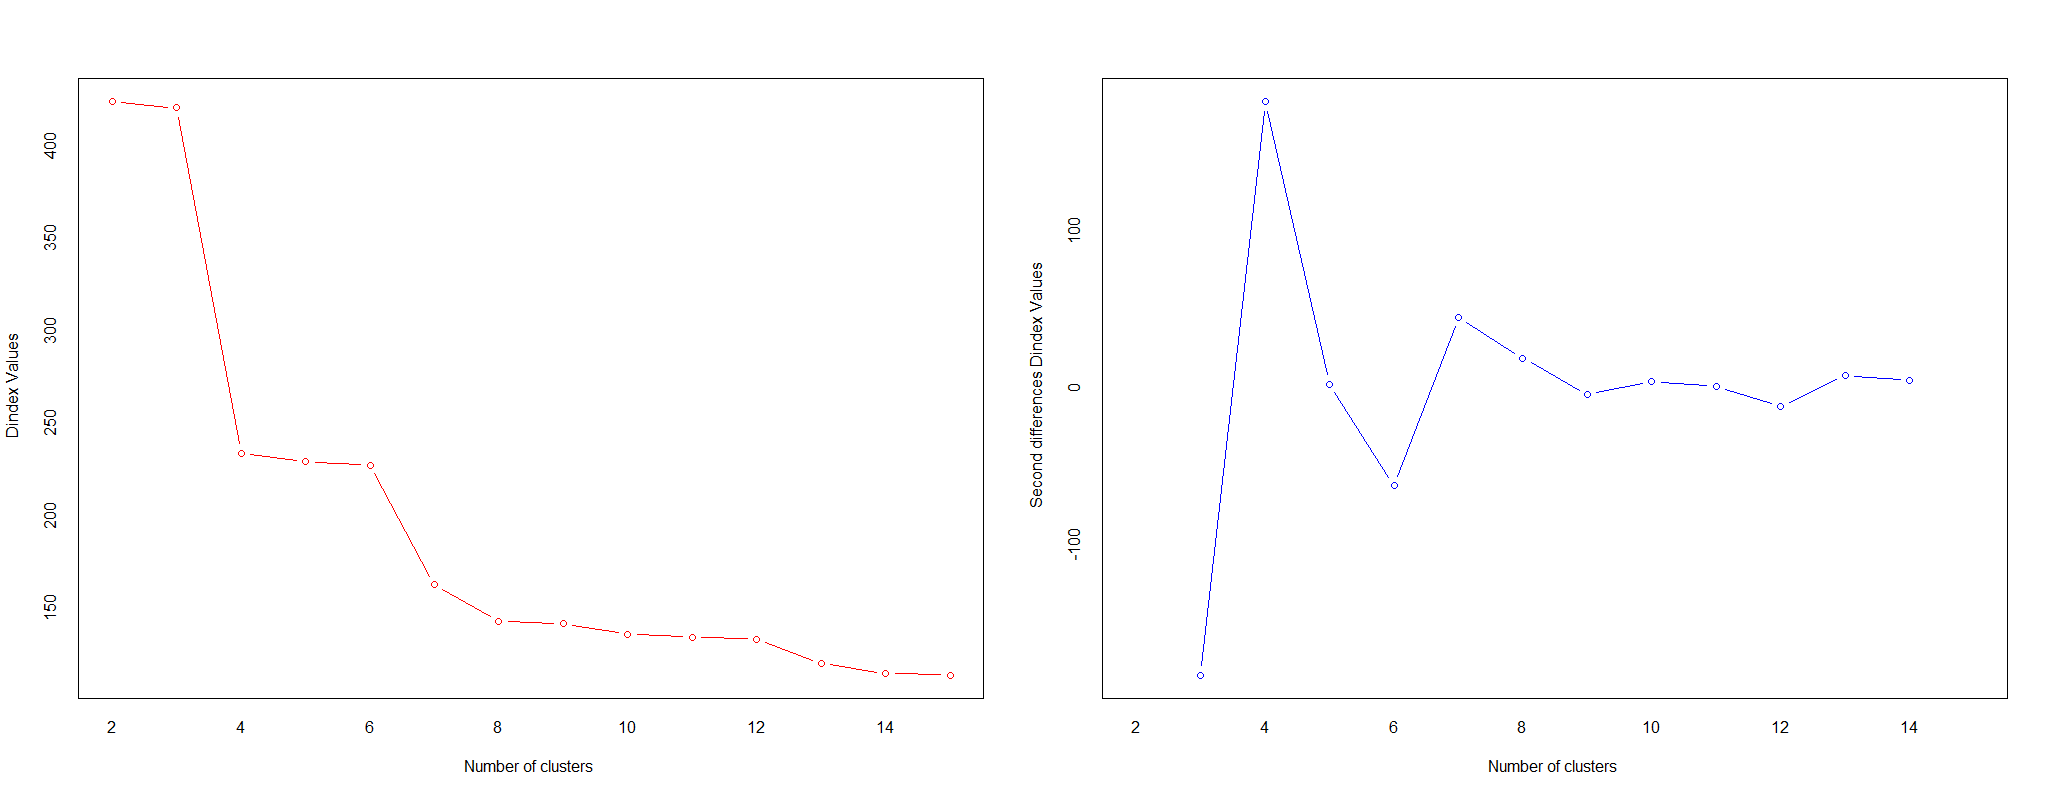 Dindex Values
400
350
300
250
200
150
2 4 6 8 10 12 14
Number of clusters
Second differences Dindex Values
100
0
-100
2 4 6 8 10 12 14
Number of clusters